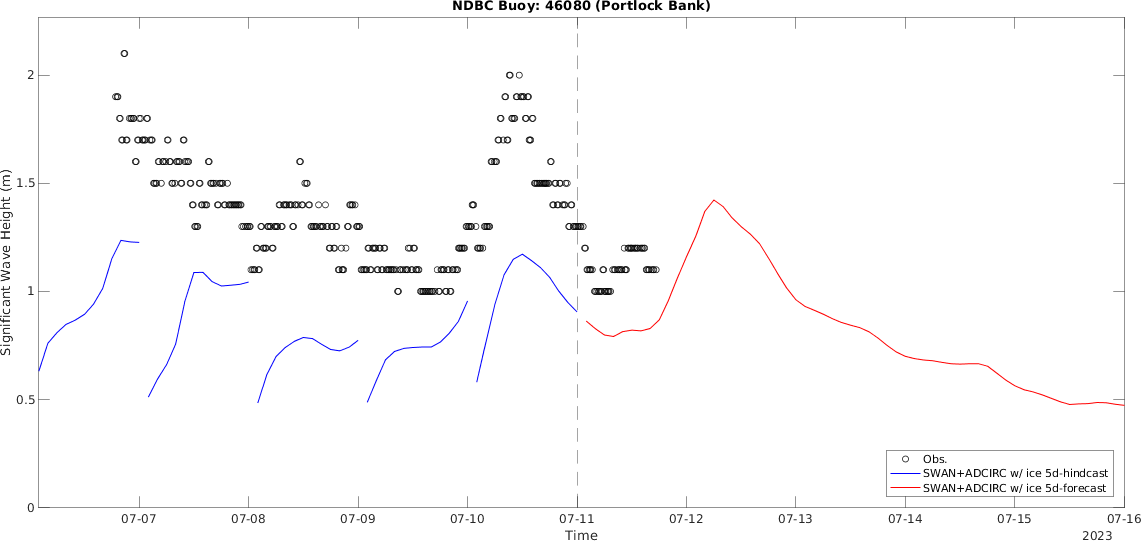 NDBC Buoy: 46080 (Portlock Bank)
Significant Wave Height (m)
2
1.5
1
0.5
0
Obs.
SWAN+ADCIRC w/ ice 5d-hindcast
SWAN+ADCIRC w/ ice 5d-forecast
07-07 07-08 07-09 07-10 07-11 07-12 07-13 07-14 07-15 07-16
Time
2023